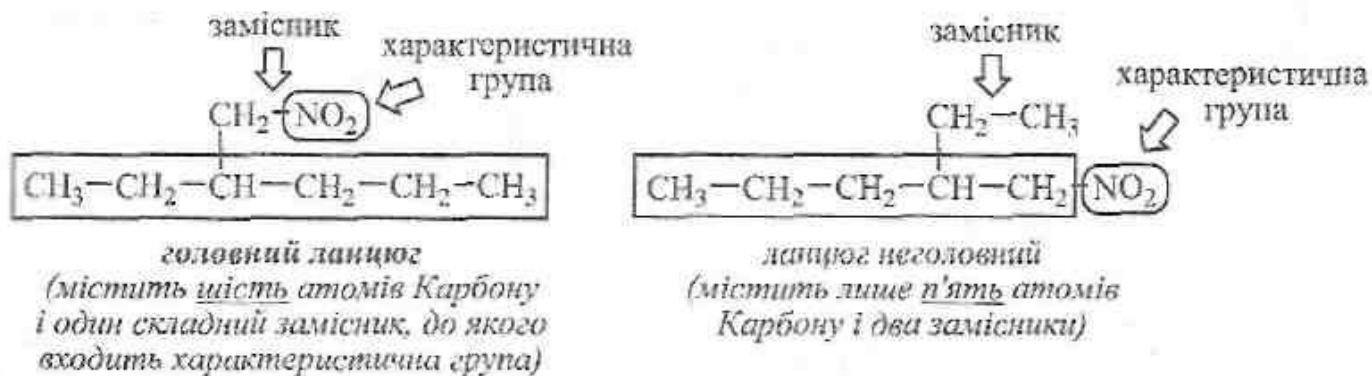 замісник
характеристична
група
CH₂–NO₂
CH₃–CH₂–CH–CH₂–CH₂–CH₃
головний ланцюг
(містить шість атомів Карбону
і один складний замісник, до якого
входить характеристична група)
замісник
характеристична
група
CH₂–CH₃
CH₃–CH₂–CH₂–CH–CH₂–NO₂
ланцюг неголовний
(містить лише п'ять атомів
Карбону і два замісники)